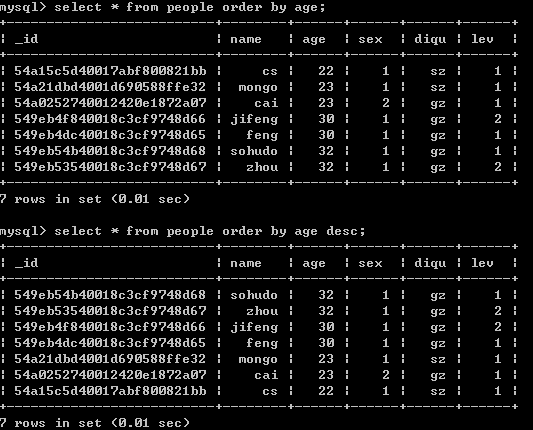 mysql> select * from people order by age;
+--------------------------+--------+------+------+------+------+
¦ _id ¦ name ¦ age ¦ sex ¦ diqu ¦ lev ¦
+--------------------------+--------+------+------+------+------+
¦ 54a15c5d40017abf800821bb ¦ cs ¦ 22 ¦ 1 ¦ sz ¦ 1 ¦
¦ 54a21dbd4001d690588ffe32 ¦ mongo ¦ 23 ¦ 1 ¦ sz ¦ 1 ¦
¦ 54a0252740012420e1872a07 ¦ cai ¦ 23 ¦ 2 ¦ gz ¦ 1 ¦
¦ 549eb4f840018c3cf9748d66 ¦ jifeng ¦ 30 ¦ 1 ¦ gz ¦ 2 ¦
¦ 549eb4dc40018c3cf9748d65 ¦ feng ¦ 30 ¦ 1 ¦ gz ¦ 1 ¦
¦ 549eb54b40018c3cf9748d68 ¦ sohudo ¦ 32 ¦ 1 ¦ gz ¦ 1 ¦
¦ 549eb53540018c3cf9748d67 ¦ zhou ¦ 32 ¦ 1 ¦ gz ¦ 2 ¦
+--------------------------+--------+------+------+------+------+
7 rows in set (0.01 sec)
mysql> select * from people order by age desc;
+--------------------------+--------+------+------+------+------+
¦ _id ¦ name ¦ age ¦ sex ¦ diqu ¦ lev ¦
+--------------------------+--------+------+------+------+------+
¦ 549eb54b40018c3cf9748d68 ¦ sohudo ¦ 32 ¦ 1 ¦ gz ¦ 1 ¦
¦ 549eb53540018c3cf9748d67 ¦ zhou ¦ 32 ¦ 1 ¦ gz ¦ 2 ¦
¦ 549eb4f840018c3cf9748d66 ¦ jifeng ¦ 30 ¦ 1 ¦ gz ¦ 2 ¦
¦ 549eb4dc40018c3cf9748d65 ¦ feng ¦ 30 ¦ 1 ¦ gz ¦ 1 ¦
¦ 54a21dbd4001d690588ffe32 ¦ mongo ¦ 23 ¦ 1 ¦ sz ¦ 1 ¦
¦ 54a0252740012420e1872a07 ¦ cai ¦ 23 ¦ 2 ¦ gz ¦ 1 ¦
¦ 54a15c5d40017abf800821bb ¦ cs ¦ 22 ¦ 1 ¦ sz ¦ 1 ¦
+--------------------------+--------+------+------+------+------+
7 rows in set (0.01 sec)